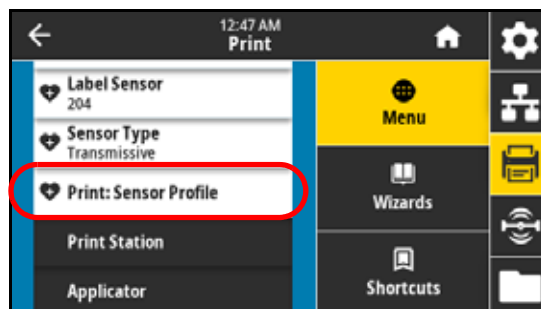 12:47 AM
Print
Label Sensor
204
Sensor Type
Transmissive
Print: Sensor Profile
Print Station
Applicator
Menu
Wizards
Shortcuts